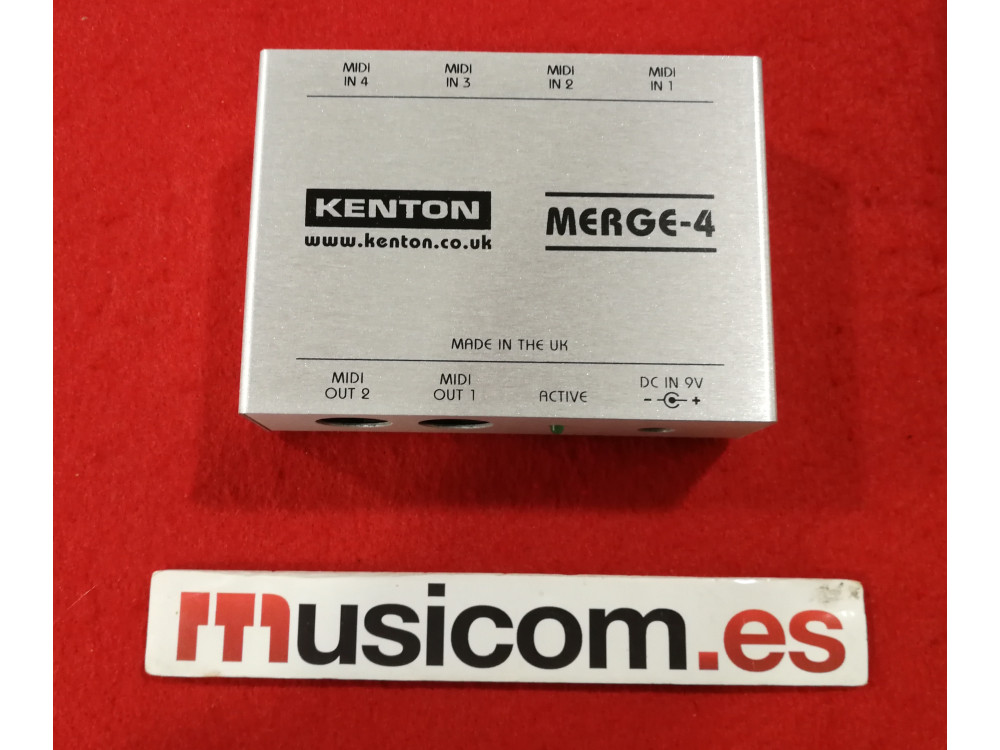 MIDI IN 4
MIDI IN 3
MIDI IN 2
MIDI IN 1
KENTON
www.kenton.co.uk
MERGE-4
MADE IN THE UK
MIDI OUT 2
MIDI OUT 1
ACTIVE
DC IN 9V
- +
musicom.es